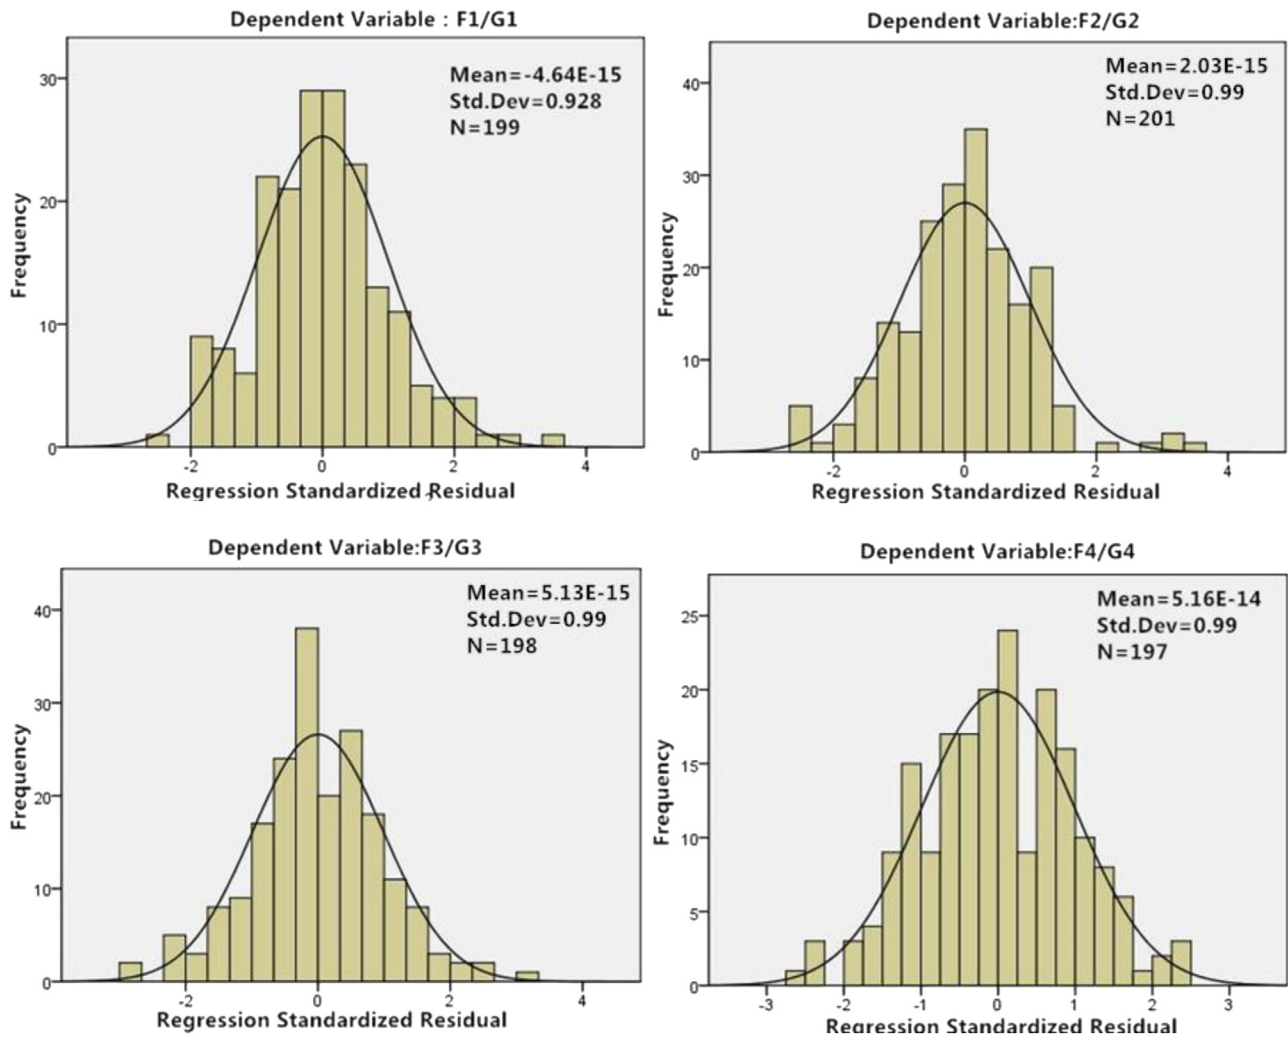 Dependent Variable : F1/G1
Mean=-4.64E-15
Std.Dev=0.928
N=199
Frequency
30
20
10
0
-2 0 2 4
Regression Standardized Residual
Dependent Variable:F2/G2
Mean=2.03E-15
Std.Dev=0.99
N=201
Frequency
40
30
20
10
0
-2 0 2 4
Regression Standardized Residual
Dependent Variable:F3/G3
Mean=5.13E-15
Std.Dev=0.99
N=198
Frequency
40
30
20
10
0
-2 0 2 4
Regression Standardized Residual
Dependent Variable:F4/G4
Mean=5.16E-14
Std.Dev=0.99
N=197
Frequency
25
20
15
10
5
0
-3 -2 -1 0 1 2 3
Regression Standardized Residual